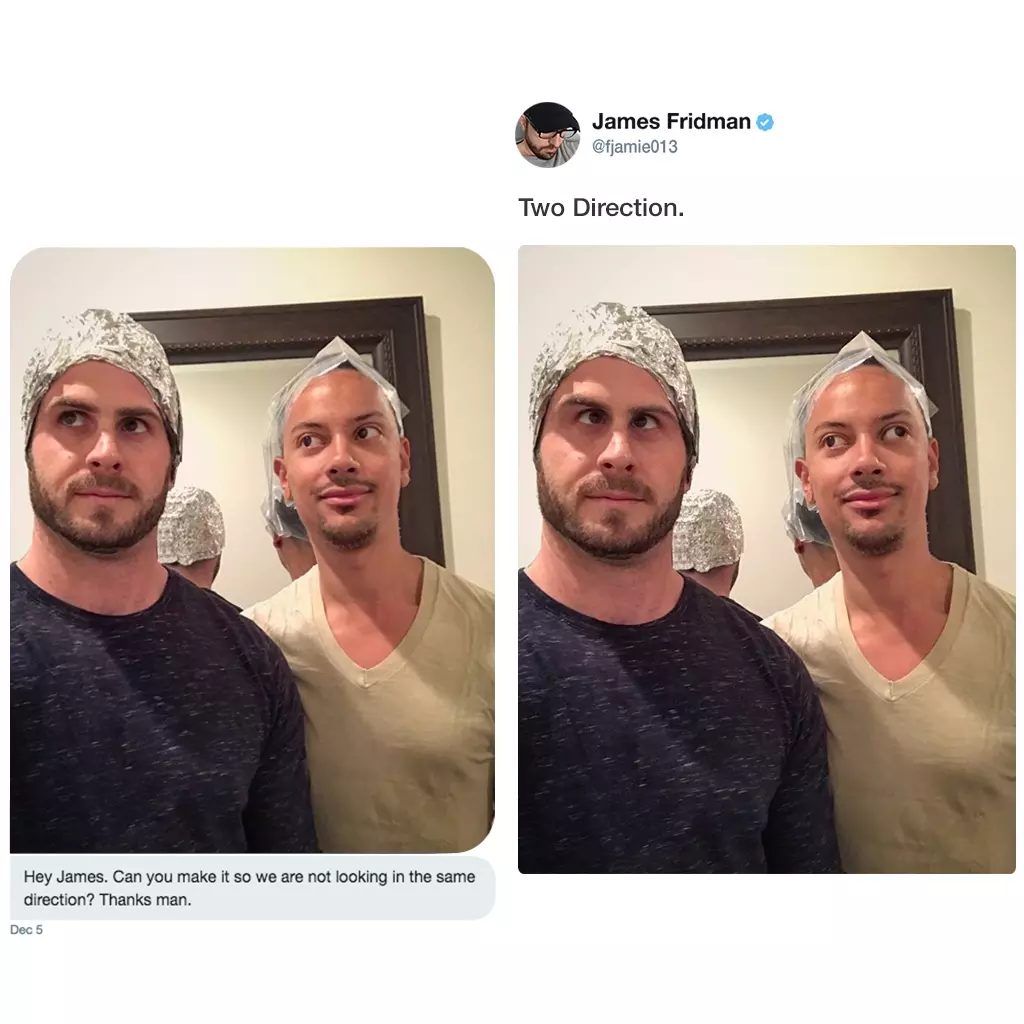 James Fridman
@fjamie013
Two Direction.
Hey James. Can you make it so we are not looking in the same
direction? Thanks man.
Dec 5